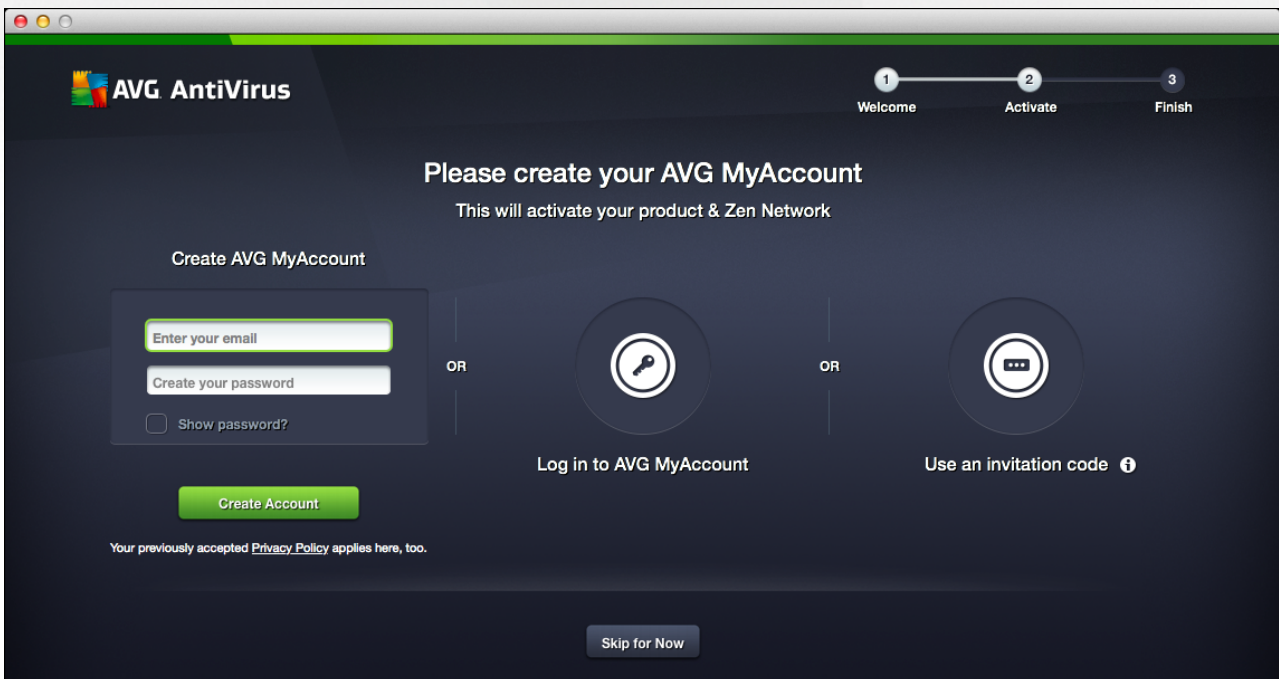 AVG AntiVirus
1
2
3
Welcome
Activate
Finish
Please create your AVG MyAccount
This will activate your product & Zen Network
Create AVG MyAccount
Enter your email
Create your password
Show password?
Create Account
Your previously accepted Privacy Policy applies here, too.
OR
Log in to AVG MyAccount
OR
Use an invitation code
Skip for Now